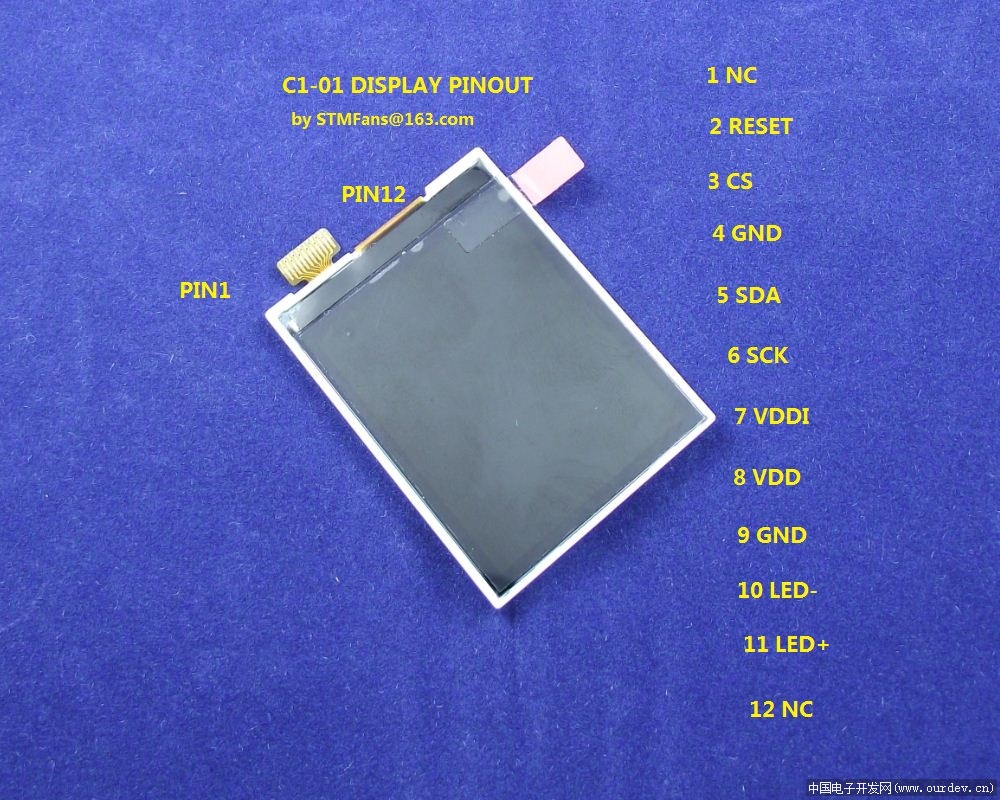 C1-01 DISPLAY PINOUT
by STMFans@163.com
PIN12
PIN1
1 NC
2 RESET
3 CS
4 GND
5 SDA
6 SCK
7 VDDI
8 VDD
9 GND
10 LED-
11 LED+
12 NC
中国电子开发网(www.ourdev.cn)